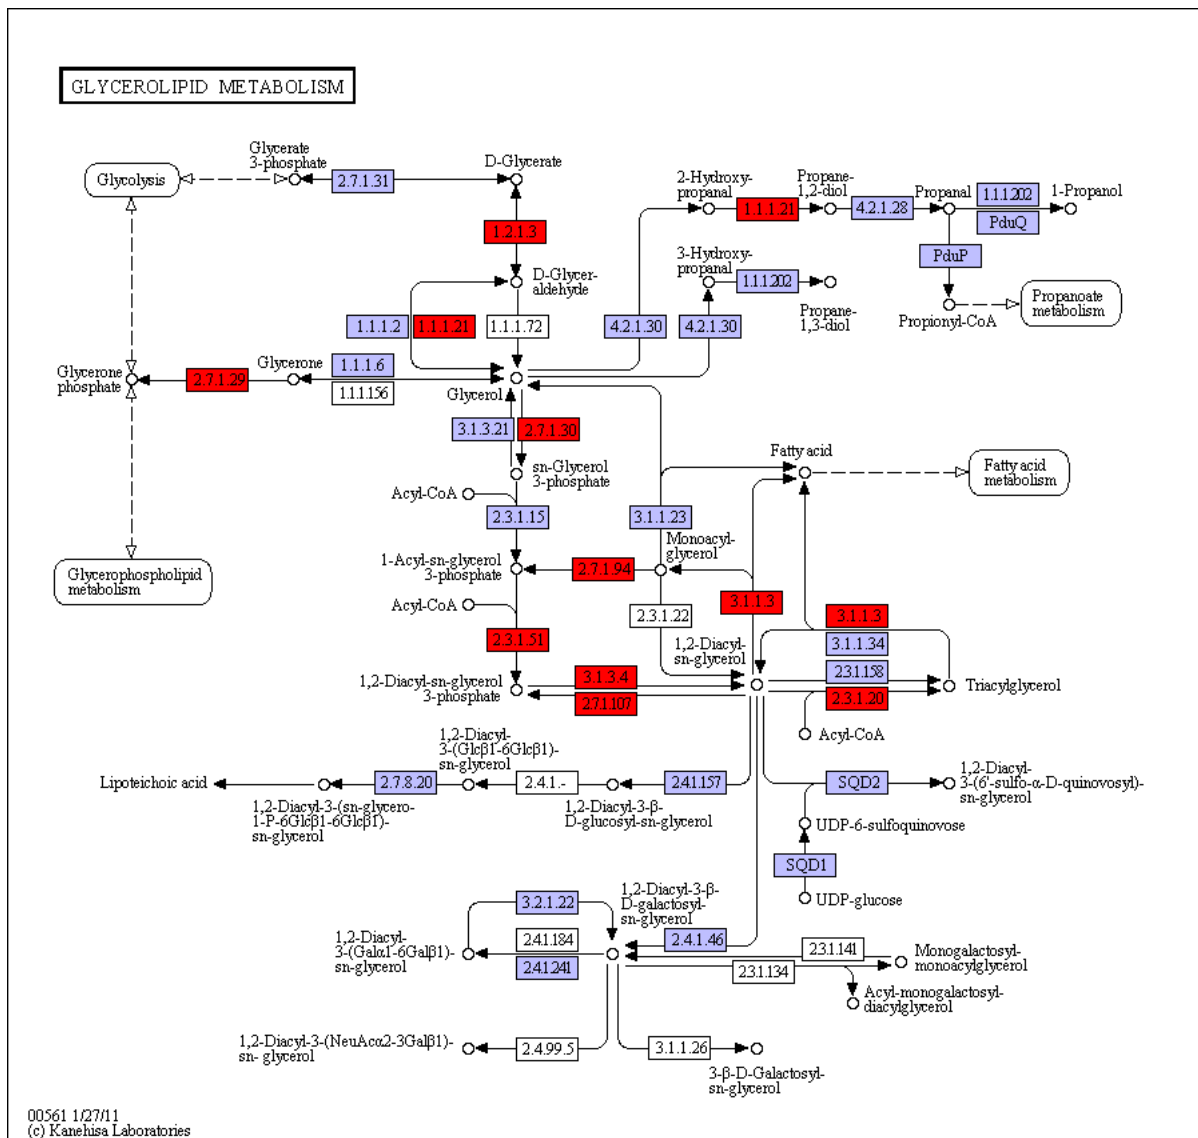 GLYCEROLIPID METABOLISM
Glycerate
3-phosphate
D-Glycerate
Glycolysis
2.7.1.31
2-Hydroxy-
propanal
Propane-
1,2-diol
Propanal
1.1.1.202
1-Propanol
1.1.1.21
4.2.1.28
PduQ
1.2.1.3
PduP
3-Hydroxy-
propanal
D-Glycer-
aldehyde
1.1.1.202
Propane-
1,3-diol
Propionyl-CoA
Propanoate
metabolism
1.1.1.2
1.1.1.21
1.1.1.72
4.2.1.30
4.2.1.30
Glycerone
phosphate
2.7.1.29
Glycerone
1.1.1.6
1.1.1.156
Glycerol
3.1.3.21
2.7.1.30
Fatty acid
Fatty acid
metabolism
sn-Glycerol
3-phosphate
Acyl-CoA
2.3.1.15
3.1.1.23
Monoacyl-
glycerol
1-Acyl-sn-glycerol
3-phosphate
2.7.1.94
Glycerophospholipid
metabolism
Acyl-CoA
2.3.1.22
3.1.1.3
3.1.1.3
2.3.1.51
1,2-Diacyl-
sn-glycerol
3.1.1.34
1,2-Diacyl-sn-glycerol
3-phosphate
3.1.3.4
2.7.1.107
2.3.1.158
2.3.1.20
Triacylglycerol
Acyl-CoA
1,2-Diacyl-
3-(Glcβ1-6Glcβ1)-
sn-glycerol
Lipoteichoic acid
2.7.8.20
2.4.1.-
2.4.1.157
SQD2
1,2-Diacyl-
3-(6'-sulfo-α-D-quinovosyl)-
sn-glycerol
1,2-Diacyl-3-(sn-glycero-
1-P-6Glcβ1-6Glcβ1)-
sn-glycerol
1,2-Diacyl-3-β-
D-glucosyl-sn-glycerol
UDP-6-sulfoquinovose
SQD1
UDP-glucose
3.2.1.22
1,2-Diacyl-3-β-
D-galactosyl-
sn-glycerol
1,2-Diacyl-
3-(Galα1-6Galβ1)-
sn-glycerol
2.4.1.184
2.4.1.241
2.4.1.46
2.3.1.141
2.3.1.134
Monogalactosyl-
monoacylglycerol
Acyl-monogalactosyl-
diacylglycerol
1,2-Diacyl-3-(NeuAcα2-3Galβ1)-
sn- glycerol
2.4.99.5
3.1.1.26
3-β-D-Galactosyl-
sn-glycerol
00561 1/27/11
(c) Kanehisa Laboratories